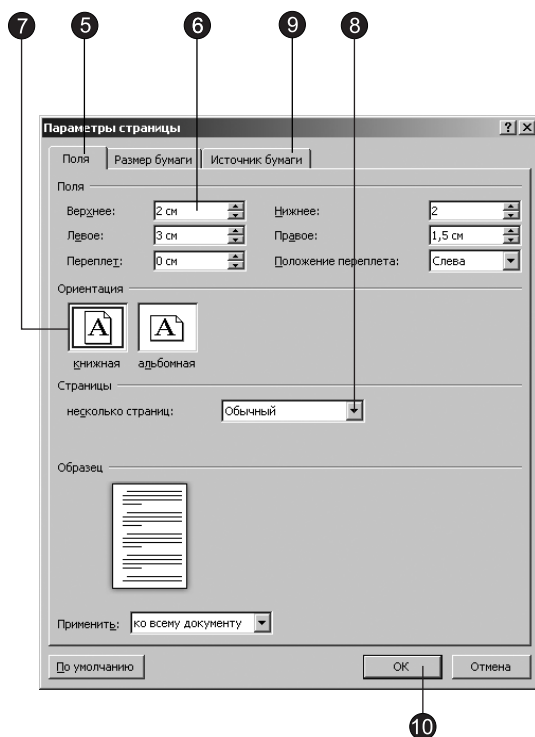 7 5 6 9 8
Параметры страницы
Поля Размер бумаги Источник бумаги
Поля
Верхнее: 2 см Нижнее: 2
Левое: 3 см Правое: 1,5 см
Переплет: 0 см Положение переплета: Слева
Ориентация
A A
книжная альбомная
Страницы
несколько страниц: Обычный
Образец
Применить: ко всему документу
По умолчанию ОК Отмена
10